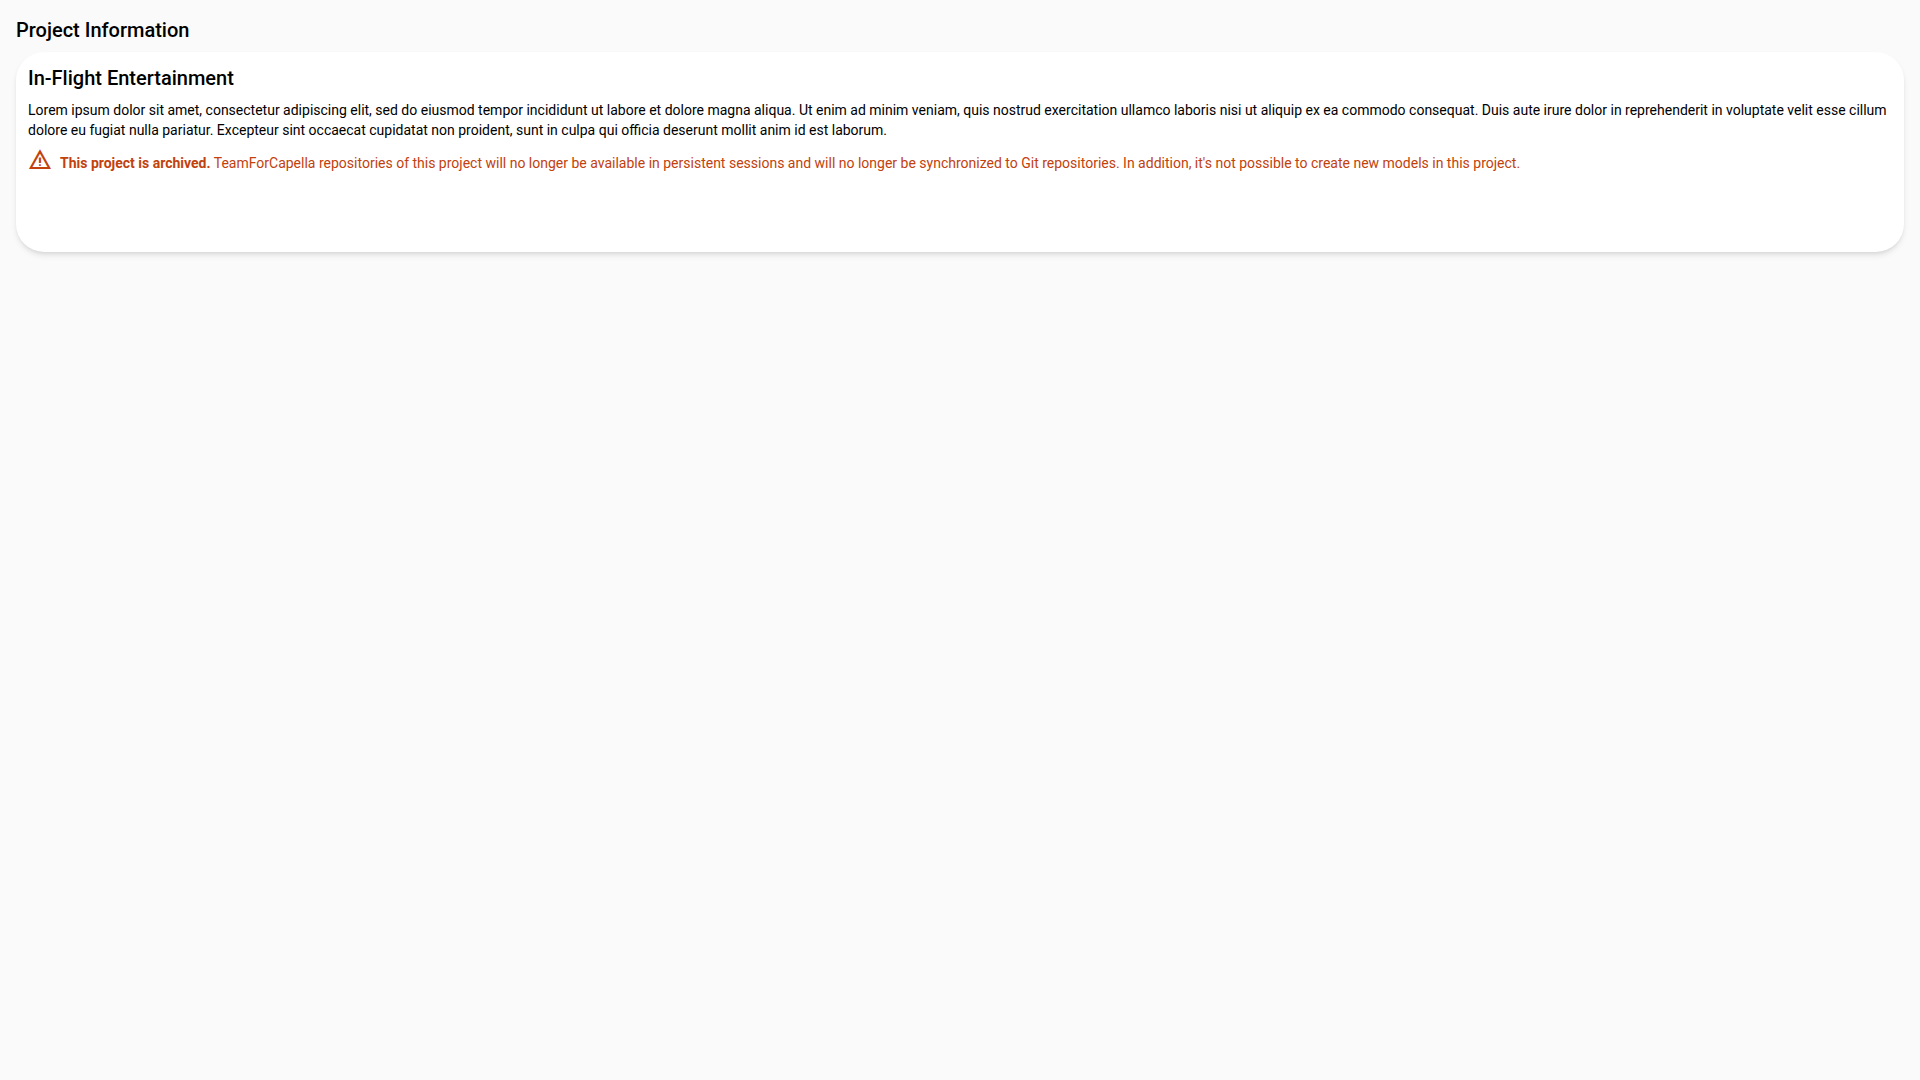 Project Information
In-Flight Entertainment
Lorem ipsum dolor sit amet, consectetur adipiscing elit, sed do eiusmod tempor incididunt ut labore et dolore magna aliqua. Ut enim ad minim veniam, quis nostrud exercitation ullamco laboris nisi ut aliquip ex ea commodo consequat. Duis aute irure dolor in reprehenderit in voluptate velit esse cillum
dolore eu fugiat nulla pariatur. Excepteur sint occaecat cupidatat non proident, sunt in culpa qui officia deserunt mollit anim id est laborum.
This project is archived. TeamForCapella repositories of this project will no longer be available in persistent sessions and will no longer be synchronized to Git repositories. In addition, it's not possible to create new models in this project.